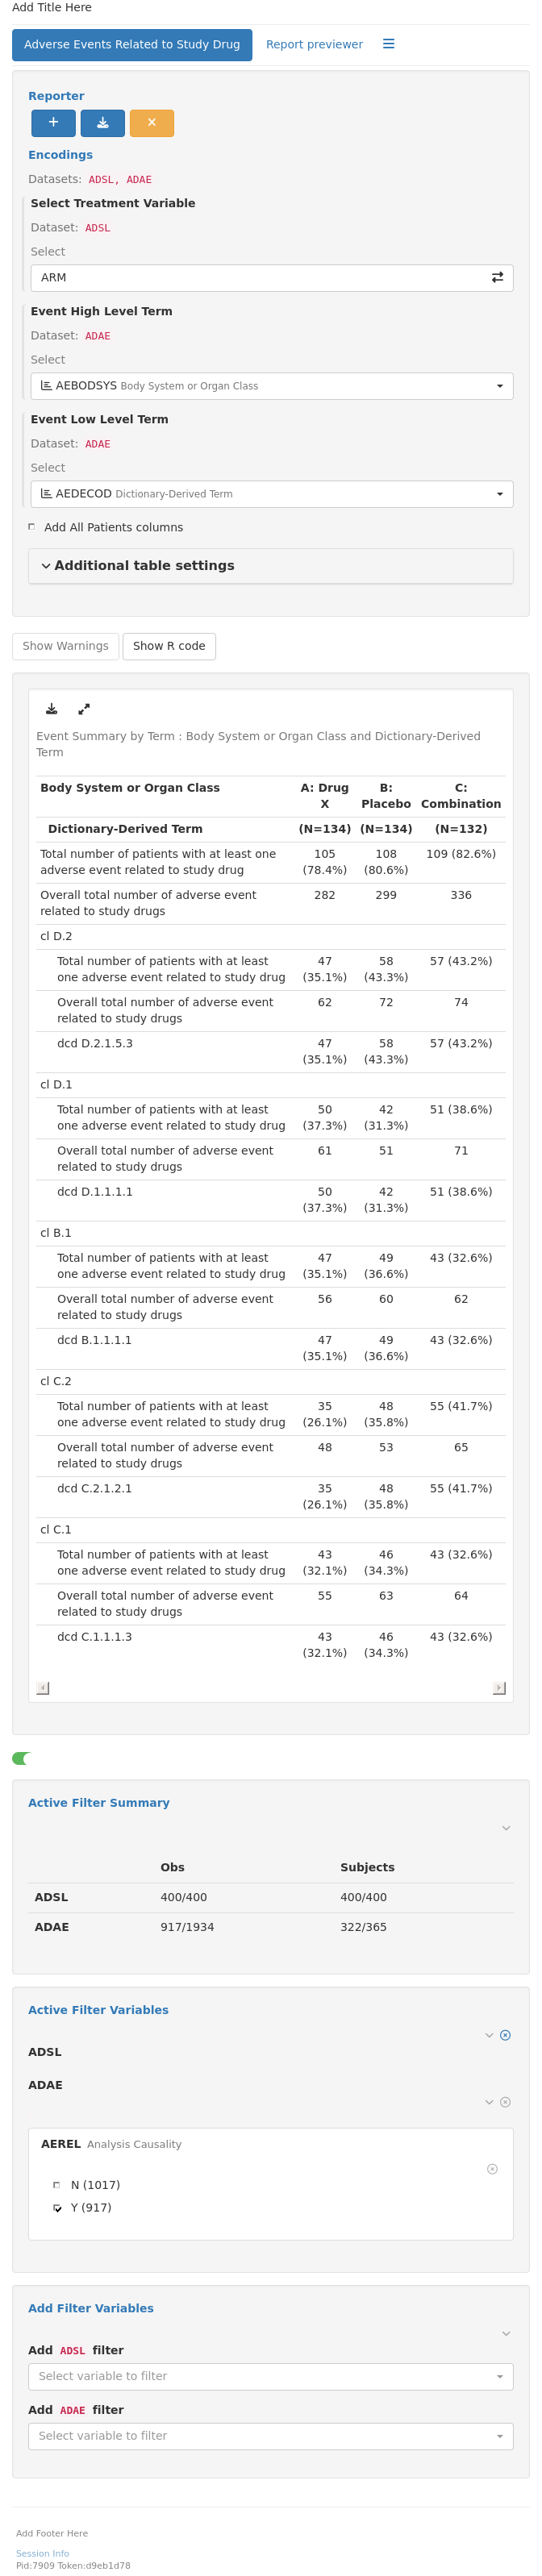 Add Title Here
Adverse Events Related to Study Drug Report previewer
Reporter
Encodings
Datasets: ADSL, ADAE
Select Treatment Variable
Dataset: ADSL
Select
ARM
Event High Level Term
Dataset: ADAE
Select
AEBODSYS Body System or Organ Class
Event Low Level Term
Dataset: ADAE
Select
AEDECOD Dictionary-Derived Term
Add All Patients columns
Additional table settings
Show Warnings Show R code
Event Summary by Term : Body System or Organ Class and Dictionary-Derived
Term
Body System or Organ Class A: Drug B: C:
X Placebo Combination
Dictionary-Derived Term (N=134) (N=134) (N=132)
Total number of patients with at least one 105 108 109 (82.6%)
adverse event related to study drug (78.4%) (80.6%)
Overall total number of adverse event 282 299 336
related to study drugs
cl D.2
Total number of patients with at least 47 58 57 (43.2%)
one adverse event related to study drug (35.1%) (43.3%)
Overall total number of adverse event 62 72 74
related to study drugs
dcd D.2.1.5.3 47 58 57 (43.2%)
(35.1%) (43.3%)
cl D.1
Total number of patients with at least 50 42 51 (38.6%)
one adverse event related to study drug (37.3%) (31.3%)
Overall total number of adverse event 61 51 71
related to study drugs
dcd D.1.1.1.1 50 42 51 (38.6%)
(37.3%) (31.3%)
cl B.1
Total number of patients with at least 47 49 43 (32.6%)
one adverse event related to study drug (35.1%) (36.6%)
Overall total number of adverse event 56 60 62
related to study drugs
dcd B.1.1.1.1 47 49 43 (32.6%)
(35.1%) (36.6%)
cl C.2
Total number of patients with at least 35 48 55 (41.7%)
one adverse event related to study drug (26.1%) (35.8%)
Overall total number of adverse event 48 53 65
related to study drugs
dcd C.2.1.2.1 35 48 55 (41.7%)
(26.1%) (35.8%)
cl C.1
Total number of patients with at least 43 46 43 (32.6%)
one adverse event related to study drug (32.1%) (34.3%)
Overall total number of adverse event 55 63 64
related to study drugs
dcd C.1.1.1.3 43 46 43 (32.6%)
(32.1%) (34.3%)
Active Filter Summary
Obs Subjects
ADSL 400/400 400/400
ADAE 917/1934 322/365
Active Filter Variables
ADSL
ADAE
AEREL Analysis Causality
N (1017)
Y (917)
Add Filter Variables
Add ADSL filter
Select variable to filter
Add ADAE filter
Select variable to filter
Add Footer Here
Session Info
Pid:7909 Token:d9eb1d78